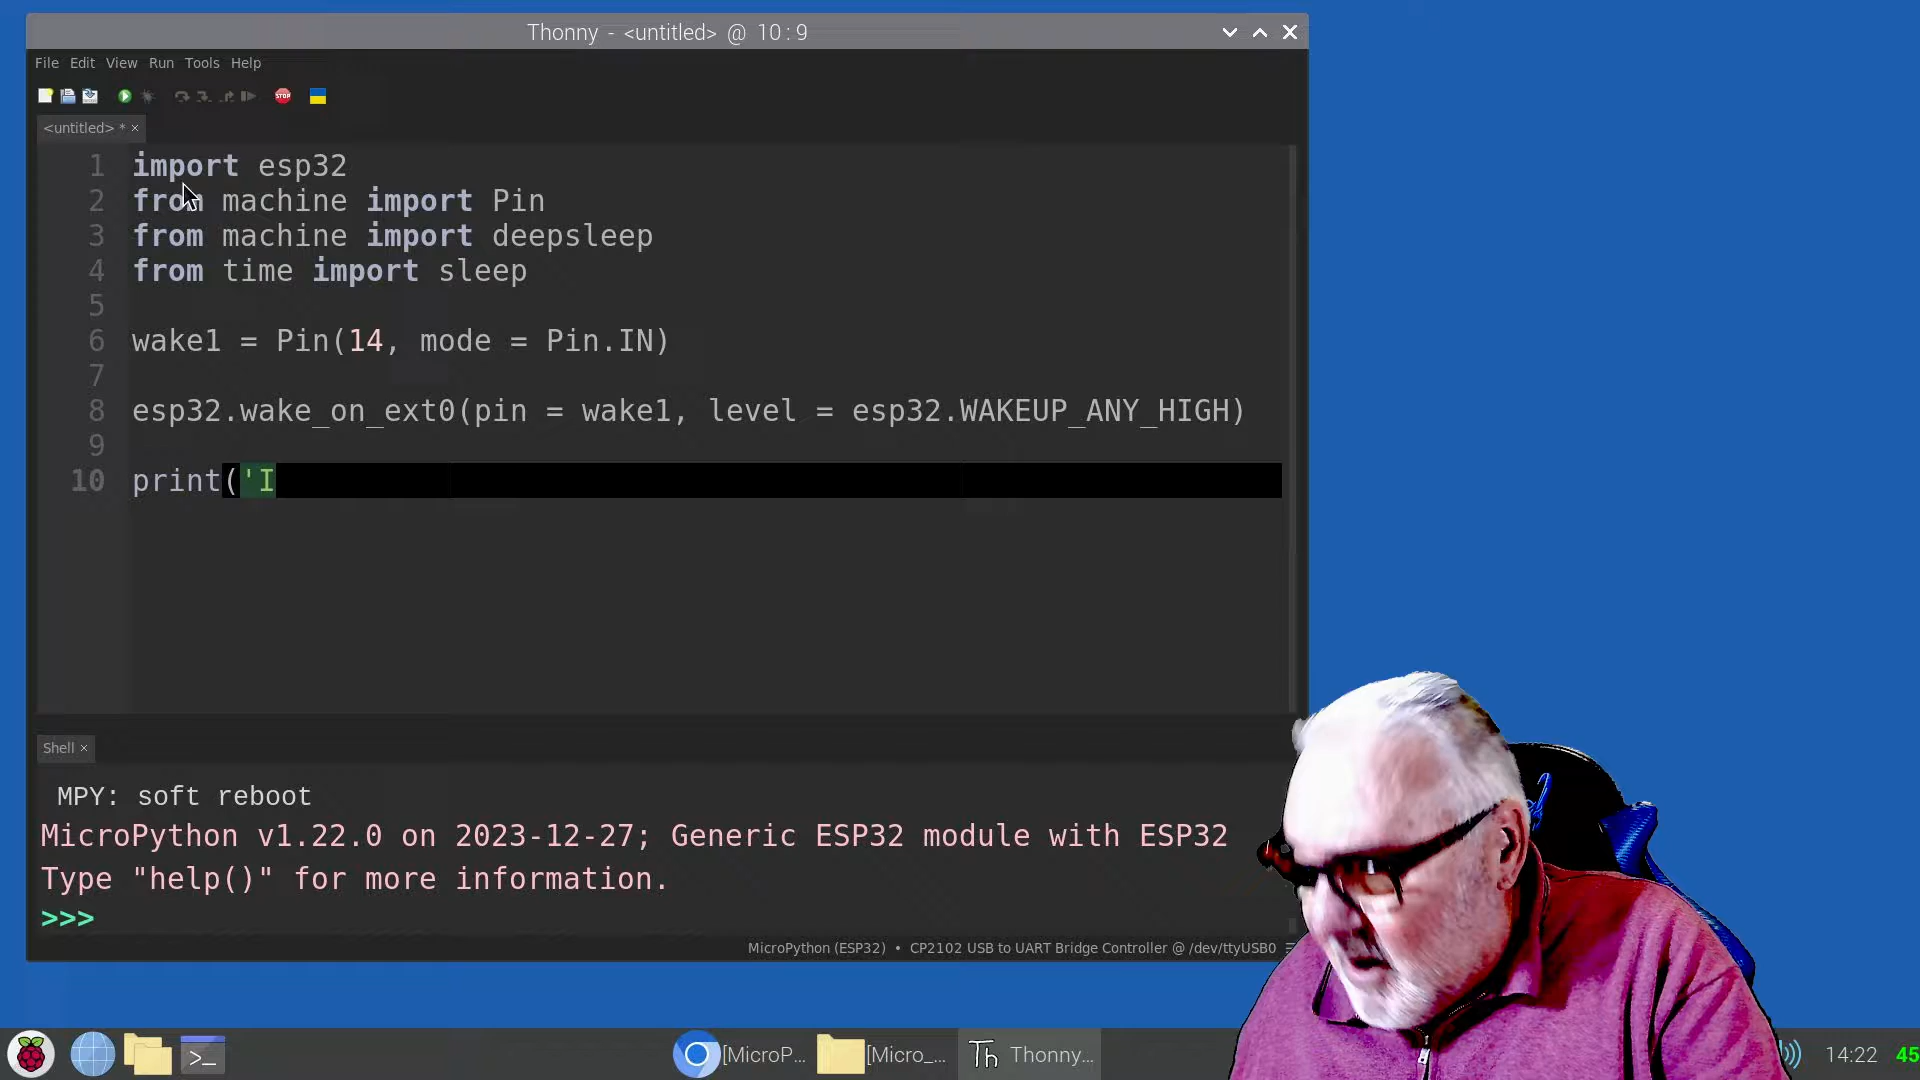 Thonny - <untitled> @ 10:9
File Edit View Run Tools Help
STOP
<untitled> * ×
1 import esp32
2 from machine import Pin
3 from machine import deepsleep
4 from time import sleep
5
6 wake1 = Pin(14, mode = Pin.IN)
7
8 esp32.wake_on_ext0(pin = wake1, level = esp32.WAKEUP_ANY_HIGH)
9
10 print('I
Shell ×
MPY: soft reboot
MicroPython v1.22.0 on 2023-12-27; Generic ESP32 module with ESP32
Type "help()" for more information.
>>>
MicroPython (ESP32) • CP2102 USB to UART Bridge Controller @ /dev/ttyUSB0 ≡
>_ [MicroP... [Micro_... Th Thonny... 14:22 45